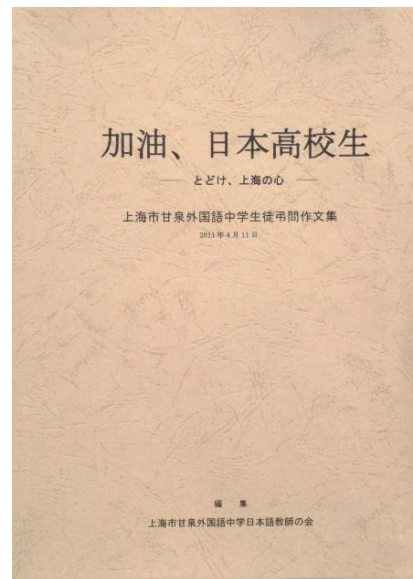 加油、日本高校生
── とどけ、上海の心 ──
上海市甘泉外国語中学生徒弔問作文集
2011年4月11日
編 集
上海市甘泉外国語中学日本語教師の会